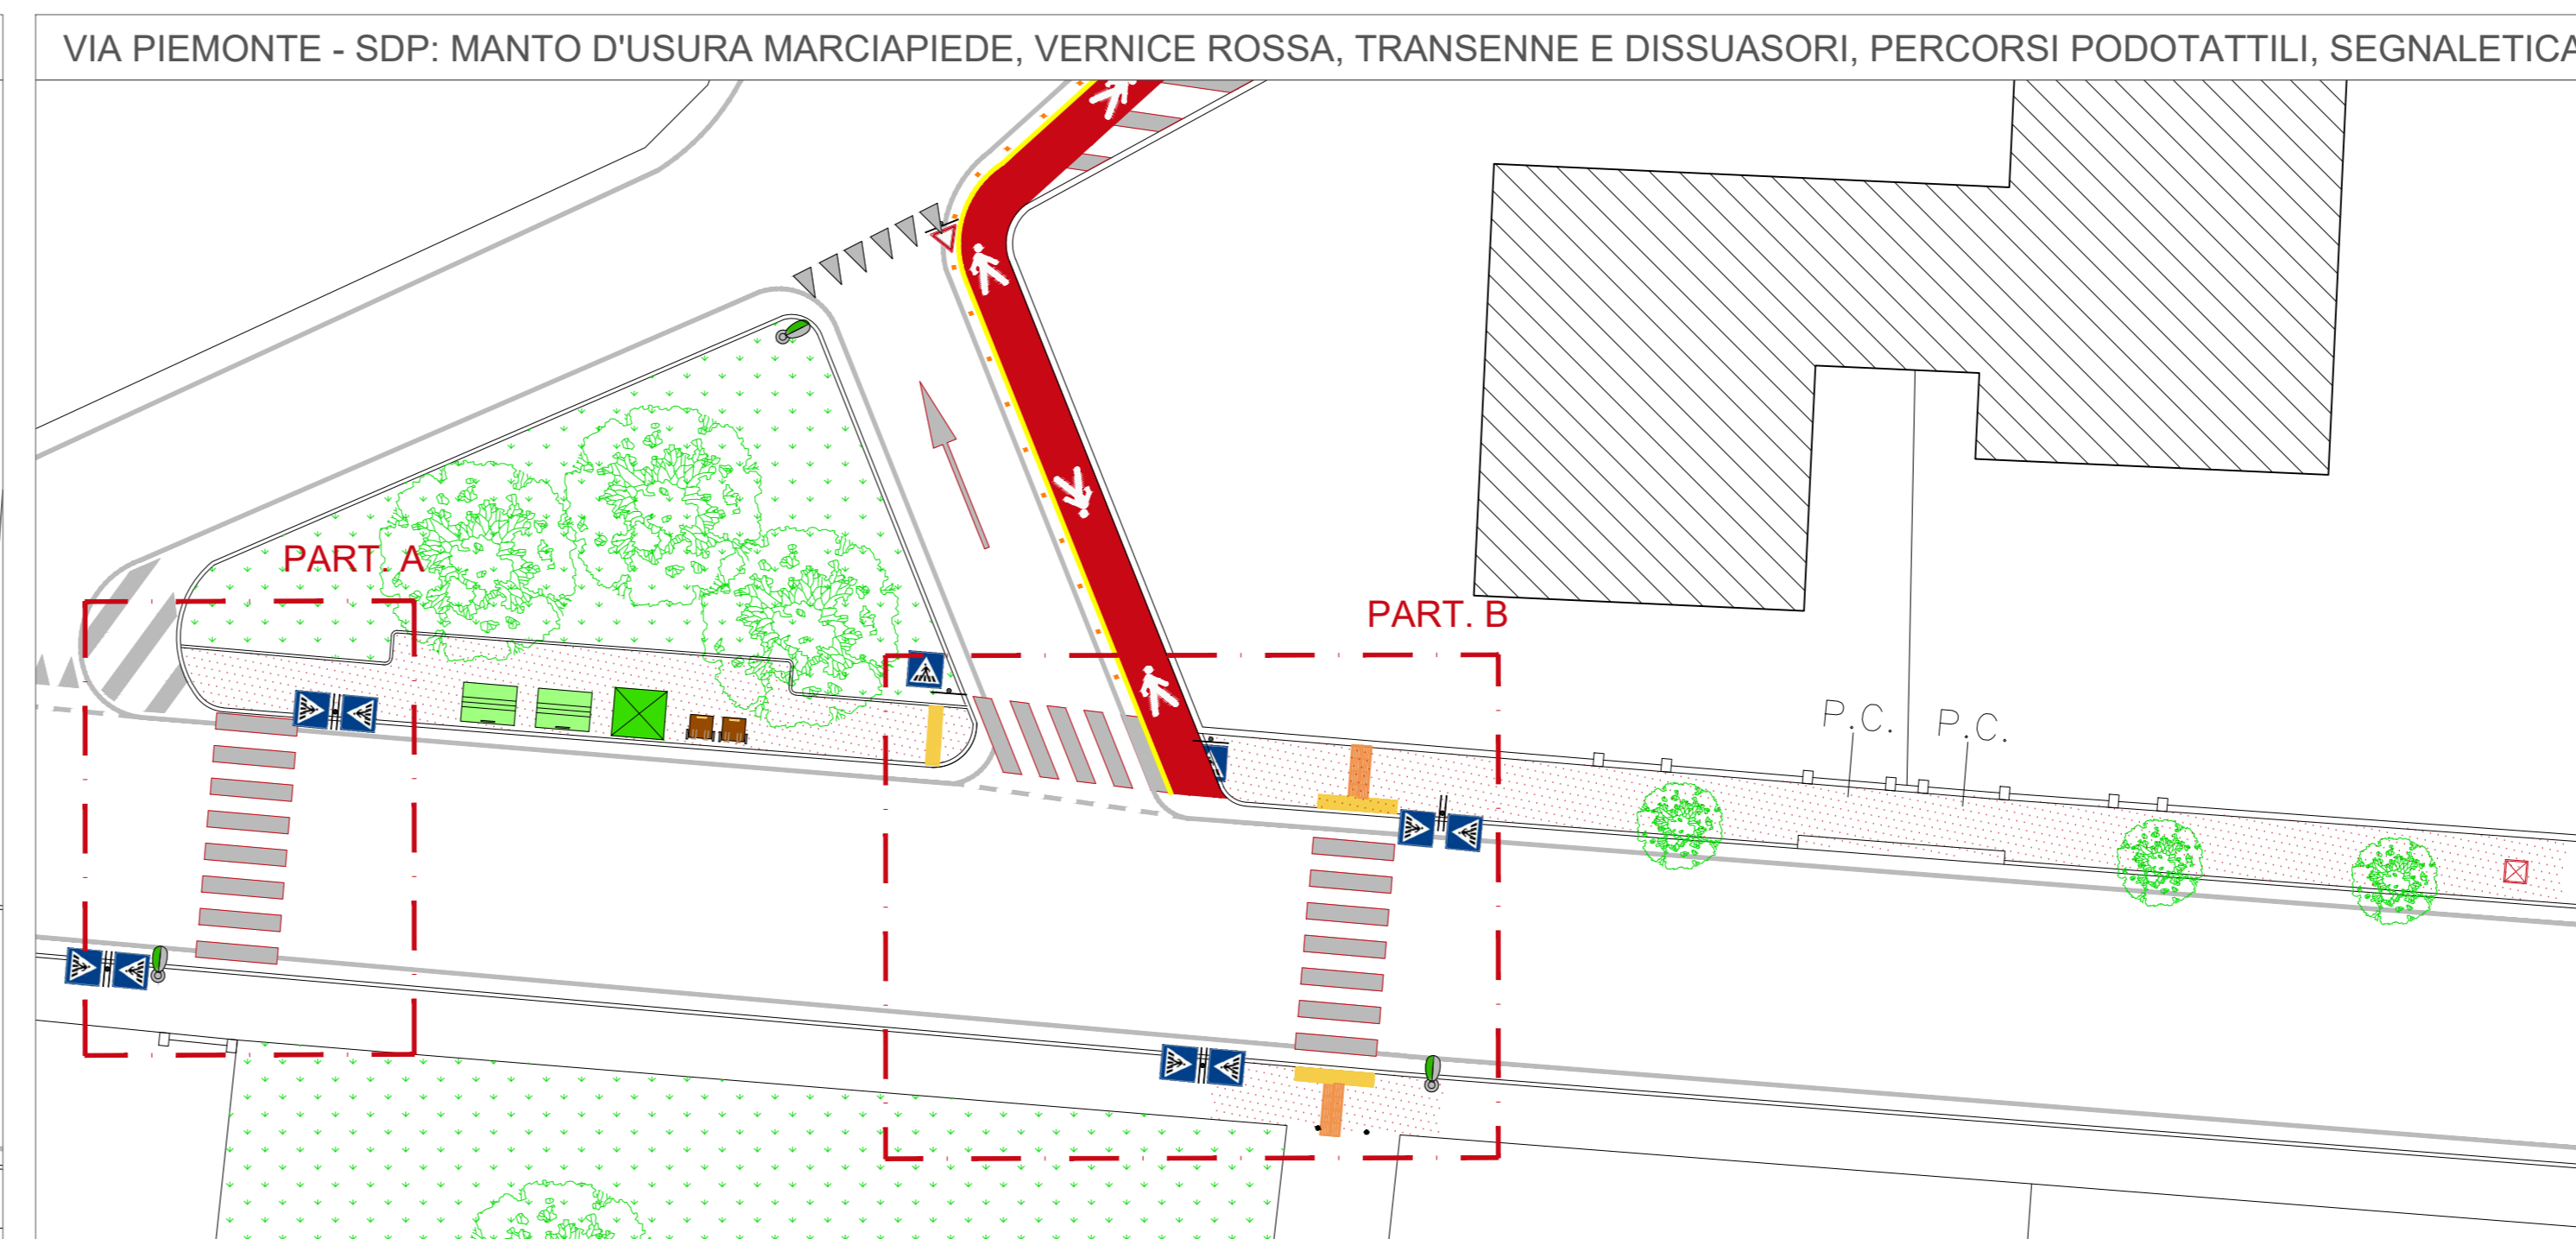 VIA PIEMONTE - SDP: MANTO D'USURA MARCIAPIEDE, VERNICE ROSSA, TRANSENNE E DISSUASORI, PERCORSI PODOTATTILI, SEGNALETICA
PART. A
PART. B
P.C.
P.C.